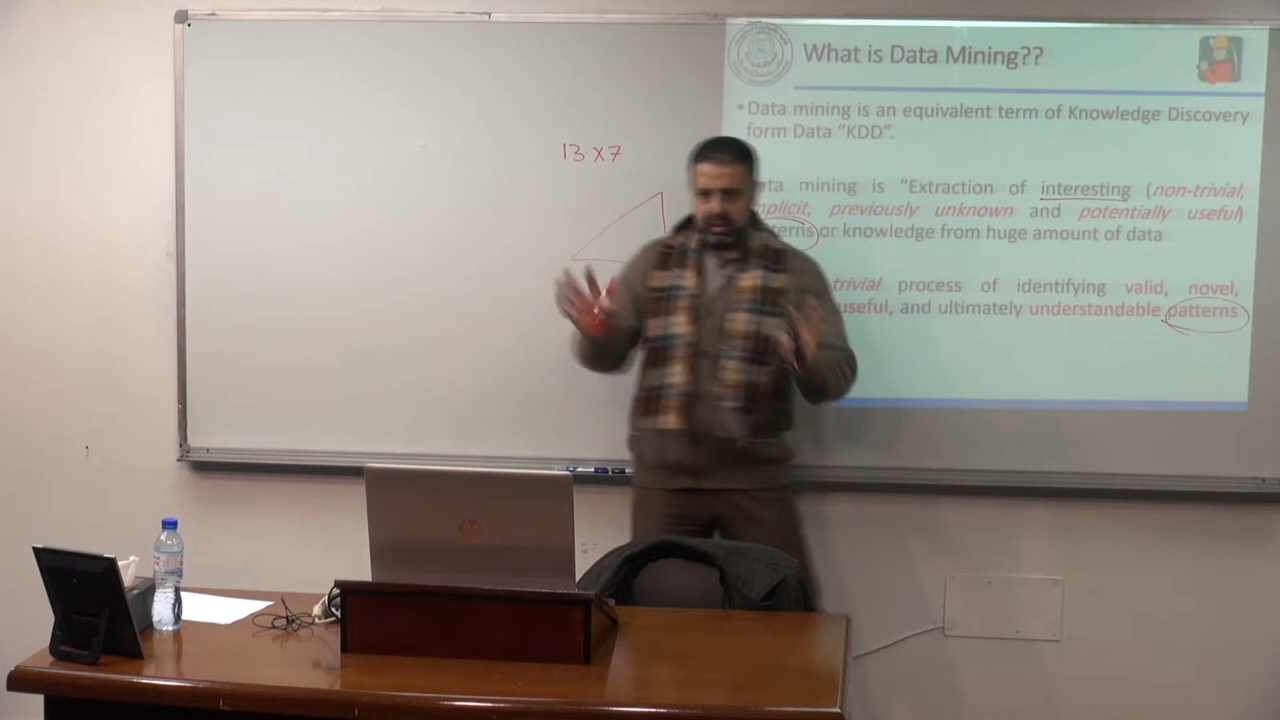 What is Data Mining??
• Data mining is an equivalent term of Knowledge Discovery
form Data “KDD”.
13 x 7
mining is “Extraction of interesting (non-trivial,
previously unknown and potentially useful)
or knowledge from huge amount of data
trivial process of identifying valid, novel,
useful, and ultimately understandable patterns